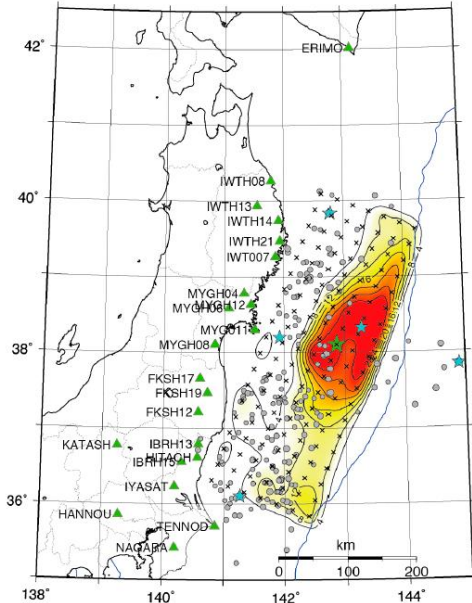 42˚
ERIMO
40˚
IWTH08
IWTH13
IWTH14
IWTH21
IWT007
MYGH04
MYGH12
MYGH06
MYG011
38˚
MYGH08
FKSH17
FKSH19
FKSH12
KATASH
IBRH13
HITAOH
IBRH15
IYASAT
36˚
HANNOU
TENNOD
NAGARA
km
0
100
200
138˚
140˚
142˚
144˚